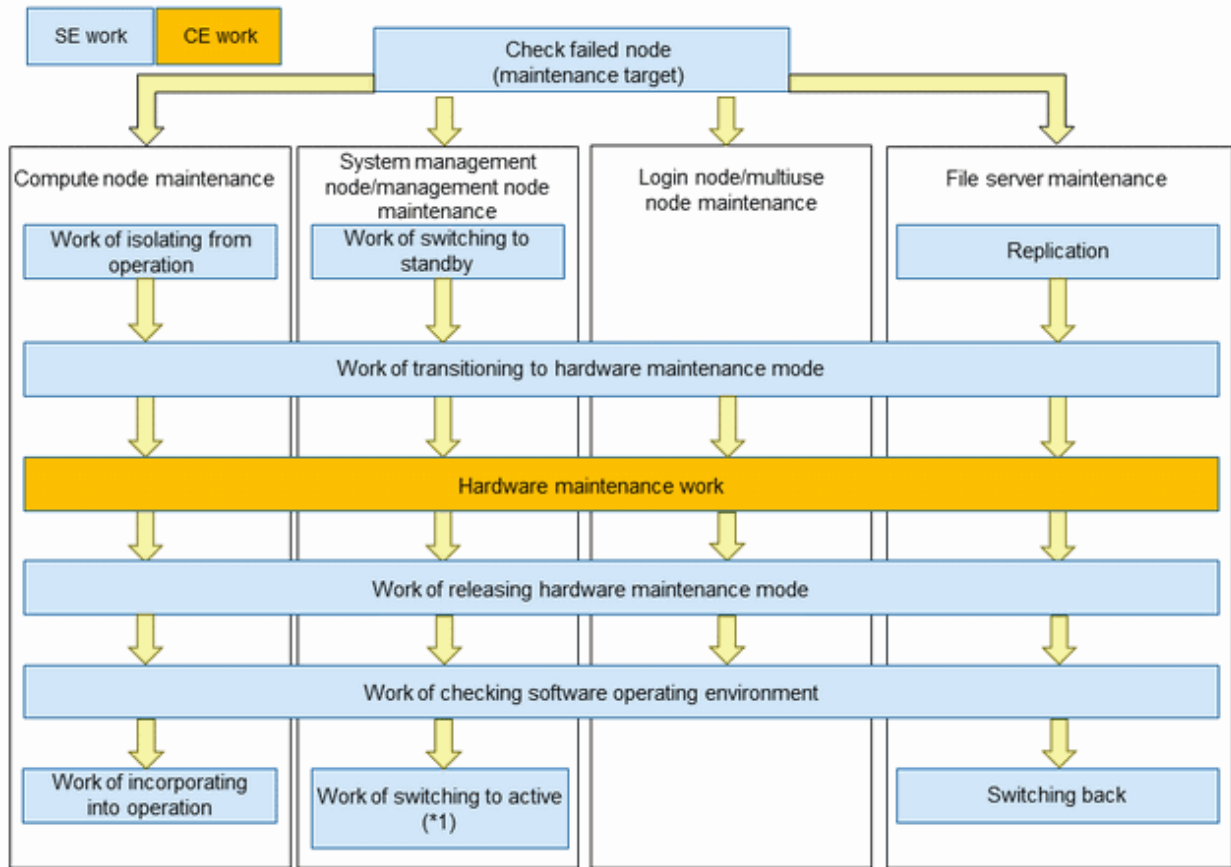 SE work
CE work
Check failed node
(maintenance target)
Compute node maintenance
System management
node/management node
maintenance
Login node/multiuse
node maintenance
File server maintenance
Work of isolating from
operation
Work of switching to
standby
Replication
Work of transitioning to hardware maintenance mode
Hardware maintenance work
Work of releasing hardware maintenance mode
Work of checking software operating environment
Work of incorporating
into operation
Work of switching to active
(*1)
Switching back